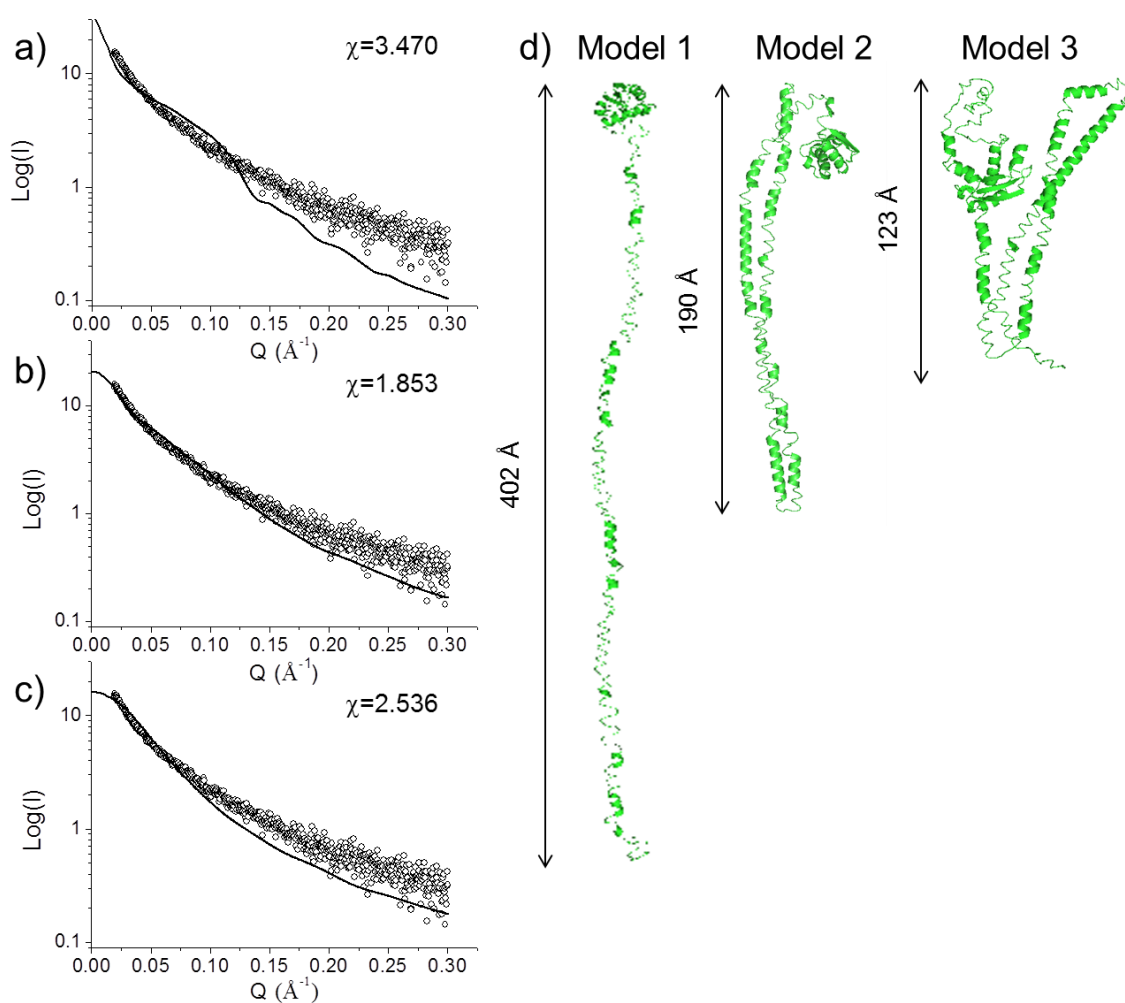 a)
χ=3.470
Log(I)
10
1
0.1
0.00 0.05 0.10 0.15 0.20 0.25 0.30
Q (Å⁻¹)
b)
χ=1.853
Log(I)
10
1
0.1
0.00 0.05 0.10 0.15 0.20 0.25 0.30
Q (Å⁻¹)
c)
χ=2.536
Log(I)
10
1
0.1
0.00 0.05 0.10 0.15 0.20 0.25 0.30
Q (Å⁻¹)
d) Model 1 Model 2 Model 3
402 Å
190 Å
123 Å